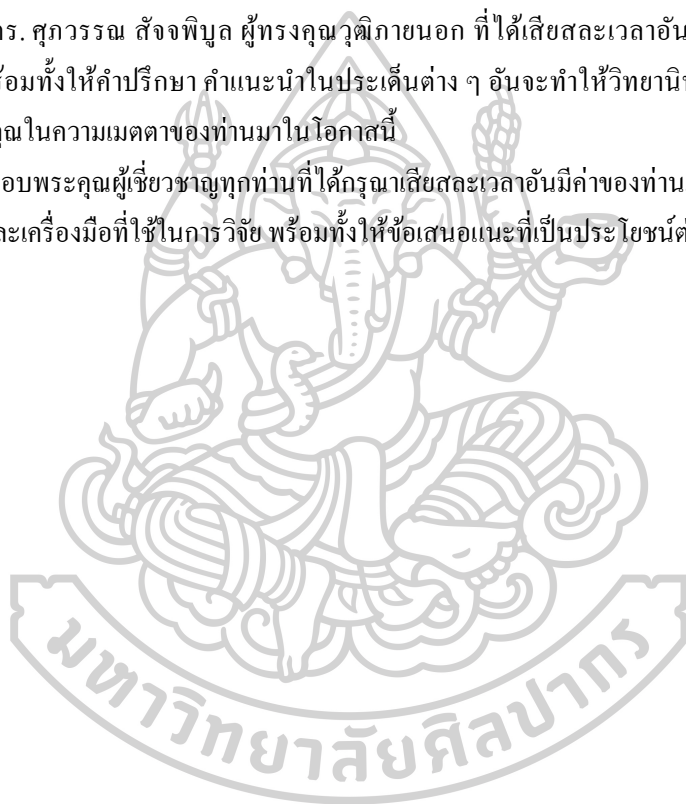 ดร. ศุภวรรณ สัจจพิบูล ผู้ทรงคุณวุฒิภายนอก ที่ได้เสียสละเวลาอัน
พร้อมทั้งให้คำปรึกษา คำแนะนำในประเด็นต่าง ๆ อันจะทำให้วิทยานิ
คุณในความเมตตาของท่านมาในโอกาสนี้
อบพระคุณผู้เชี่ยวชาญทุกท่านที่ได้กรุณาเสียสละเวลาอันมีค่าของท่าน
ละเครื่องมือที่ใช้ในการวิจัย พร้อมทั้งให้ข้อเสนอแนะที่เป็นประโยชน์ต่
มหาวิทยาลัยศิลปากร